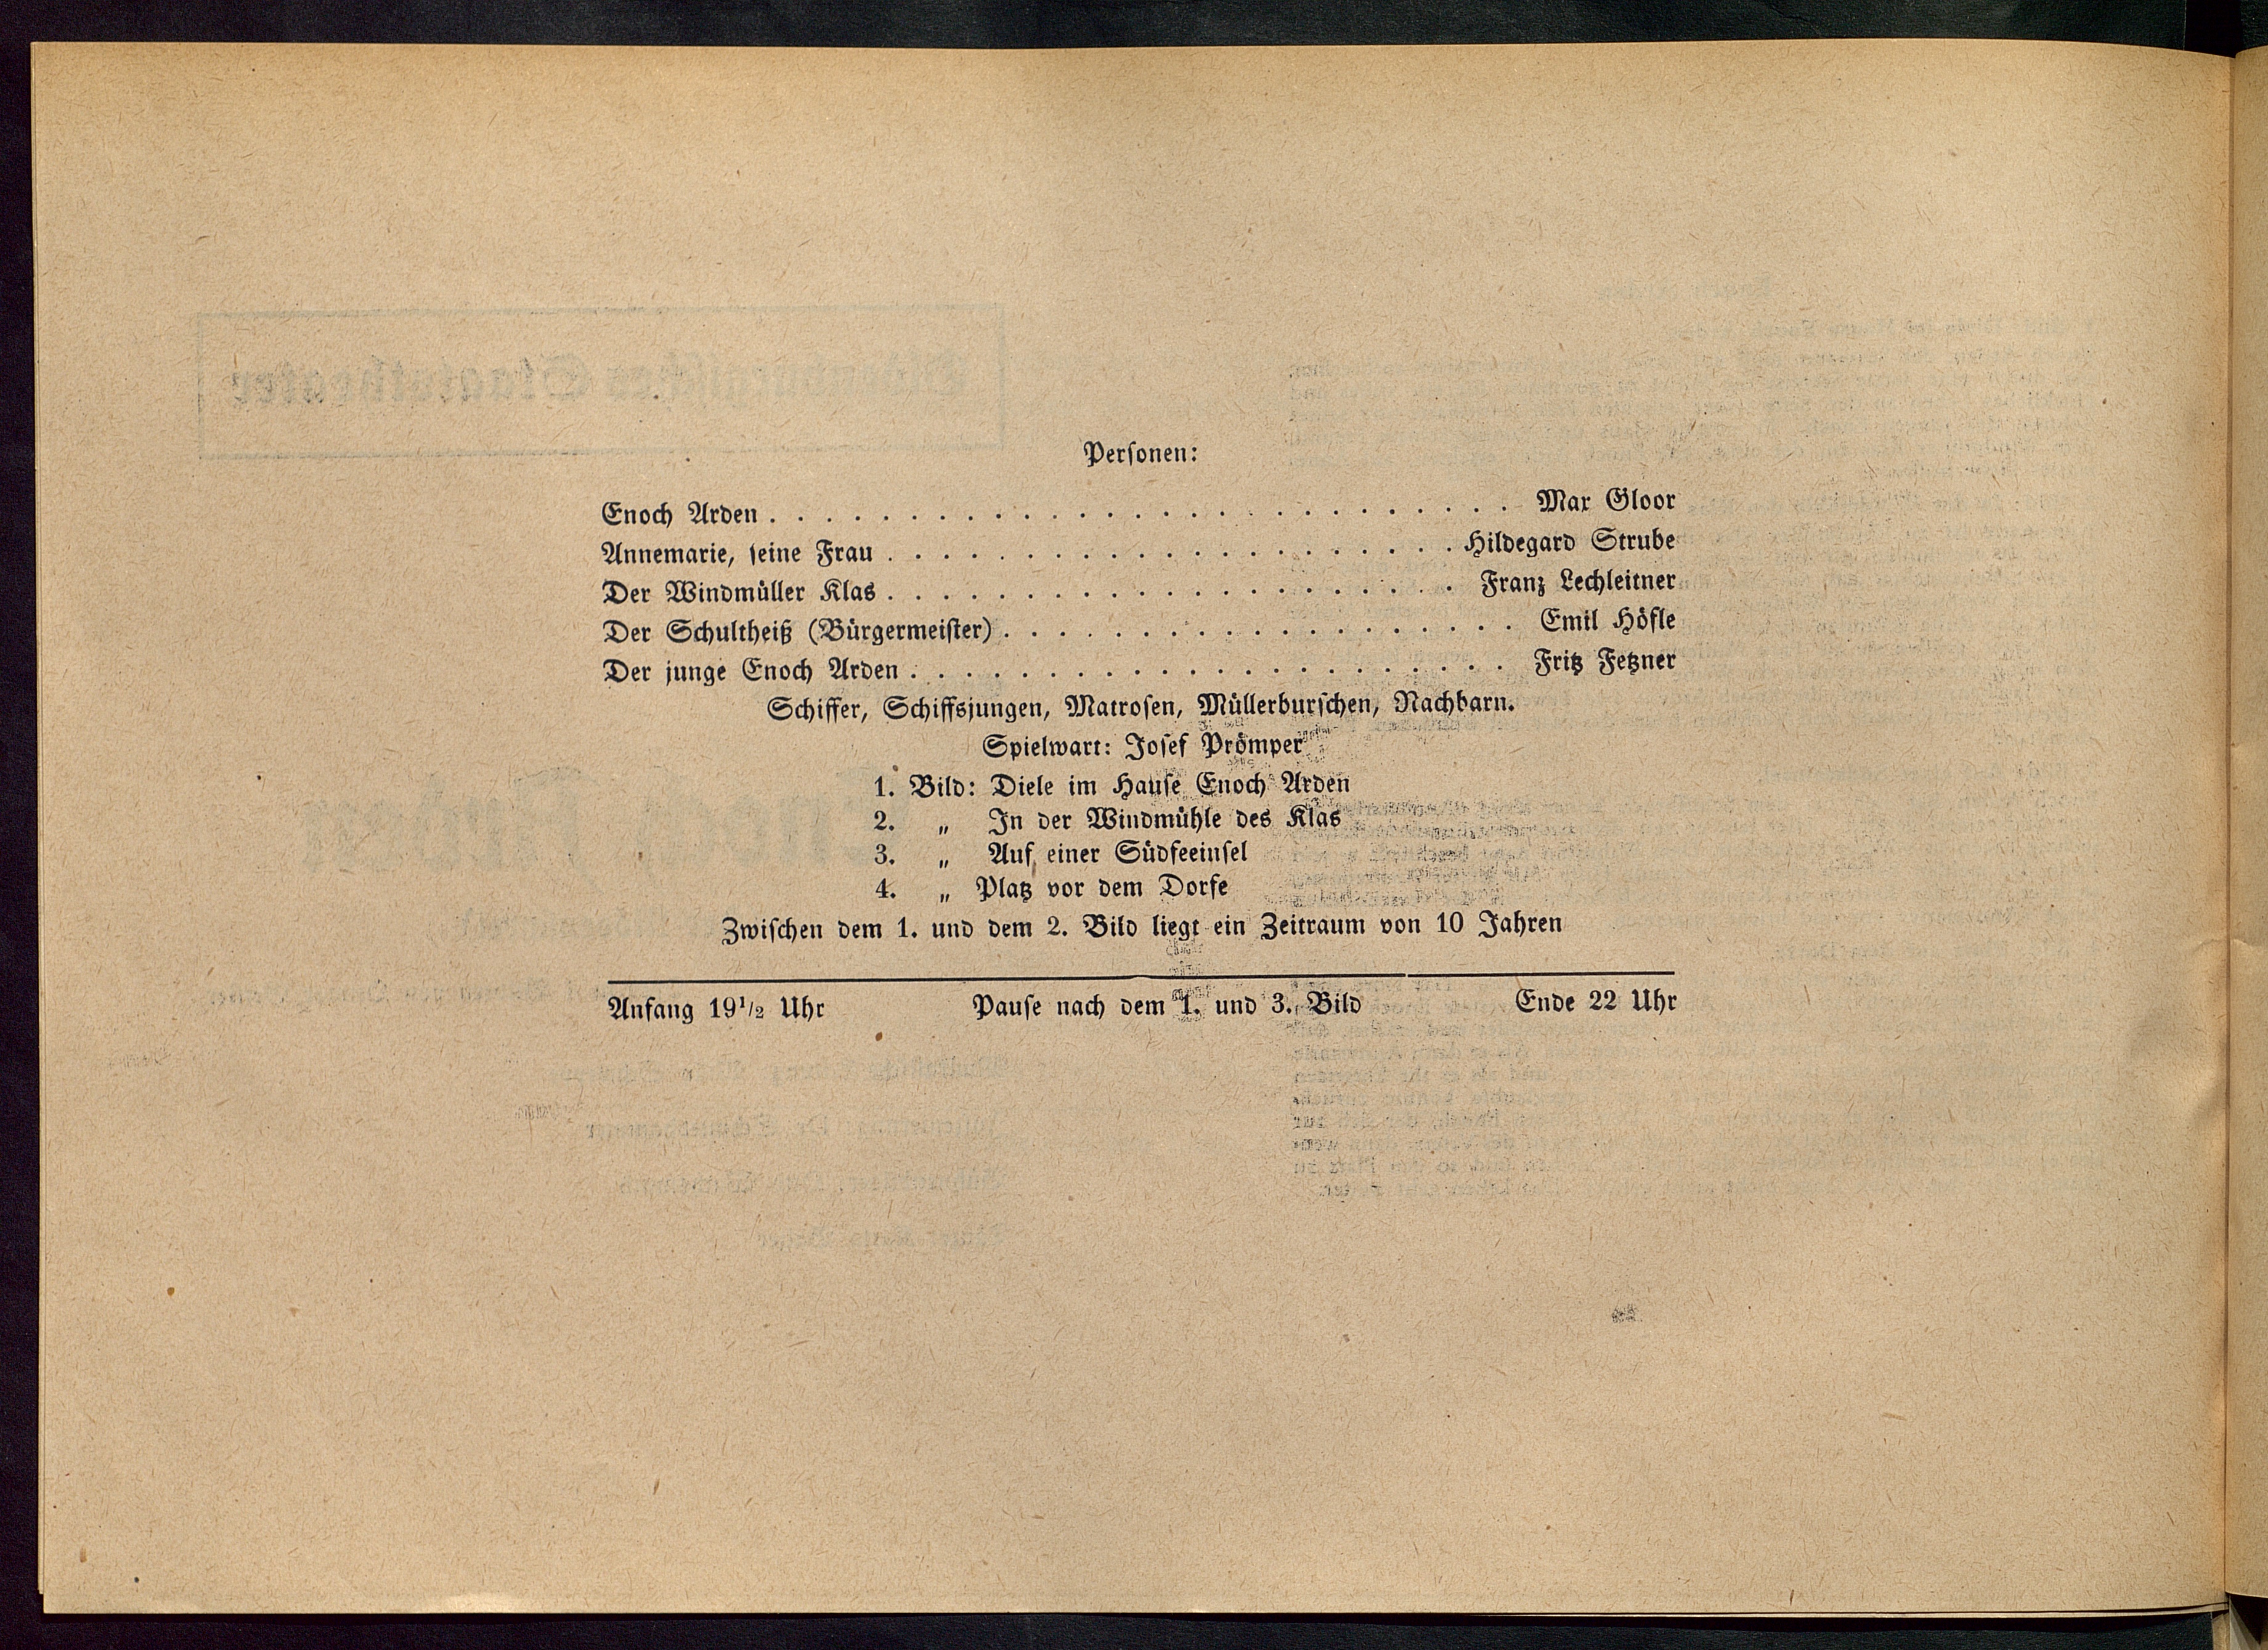 Personen:
Enoch Arden . . . . . . . . . . . . . . . . . . . . . . . . . . . Max Gloor
Annemarie, seine Frau . . . . . . . . . . . . . . . . . . . . . Hildegard Strube
Der Windmüller Klas . . . . . . . . . . . . . . . . . . . . . Franz Lechleitner
Der Schultheiß (Bürgermeister) . . . . . . . . . . . . . . . . . . . Emil Höfle
Der junge Enoch Arden . . . . . . . . . . . . . . . . . . . . . . Fritz Fetzner
Schiffer, Schiffsjungen, Matrosen, Müllerburschen, Nachbarn.
Spielwart: Josef Prömper
1. Bild: Diele im Hause Enoch Arden
2. „ In der Windmühle des Klas
3. „ Auf einer Südseeinsel
4. „ Platz vor dem Dorfe
Zwischen dem 1. und dem 2. Bild liegt ein Zeitraum von 10 Jahren
Anfang 19½ Uhr Pause nach dem 1. und 3. Bild Ende 22 Uhr